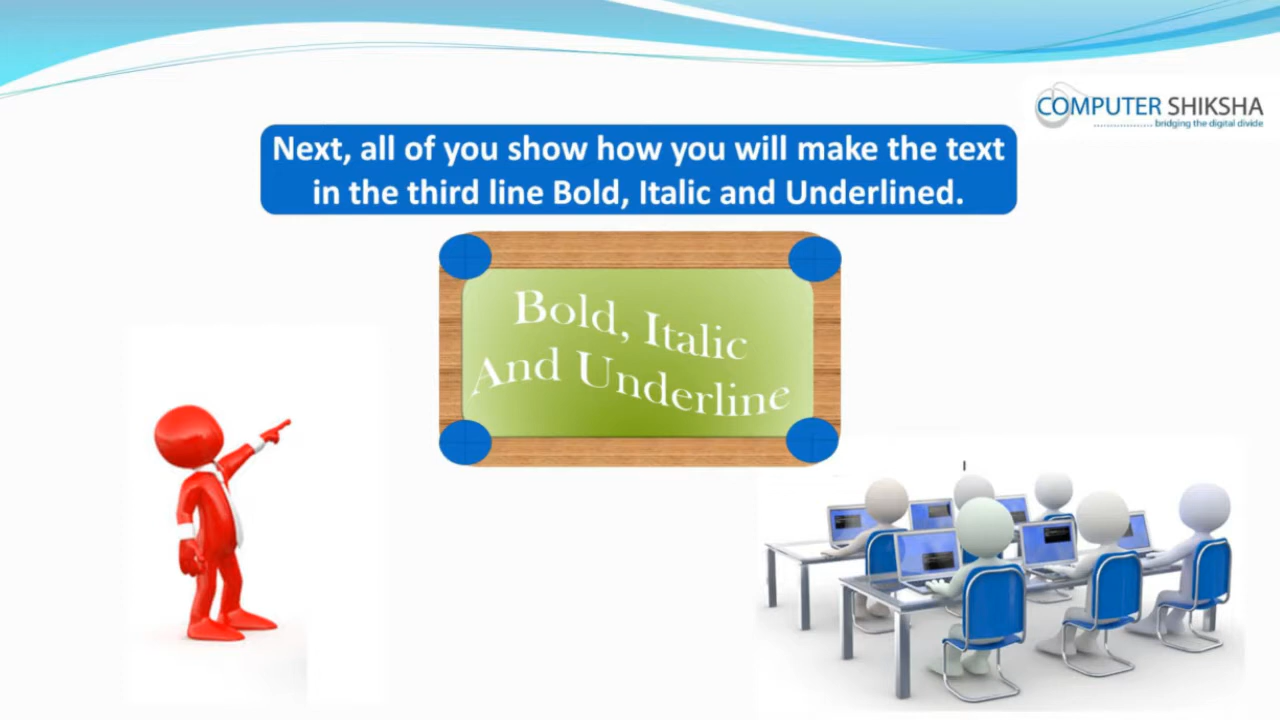 COMPUTER SHIKSHA
bridging the digital divide
Next, all of you show how you will make the text
in the third line Bold, Italic and Underlined.
Bold, Italic
And Underline